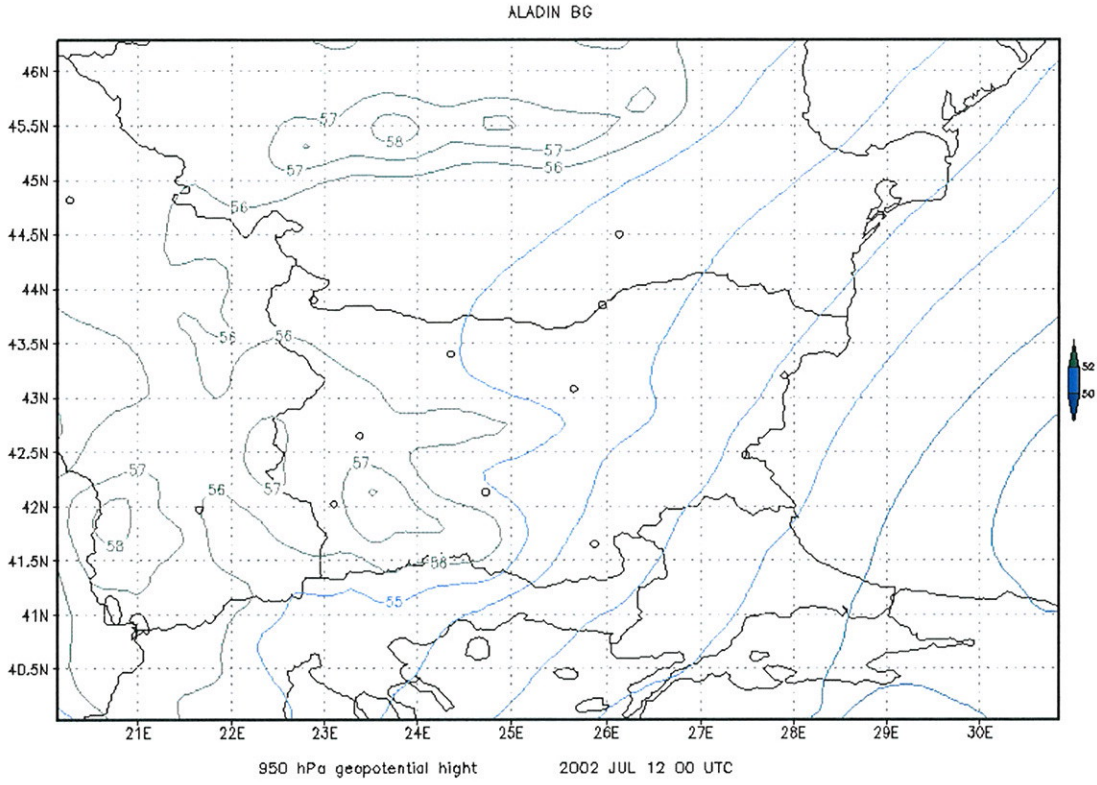 ALADIN BG
46N
45.5N
45N
44.5N
44N
43.5N
43N
42.5N
42N
41.5N
41N
40.5N
57
58
57
57
56
56
56
56
57
57
57
56
58
56
55
52
50
21E 22E 23E 24E 25E 26E 27E 28E 29E 30E
950 hPa geopotential hight 2002 JUL 12 00 UTC